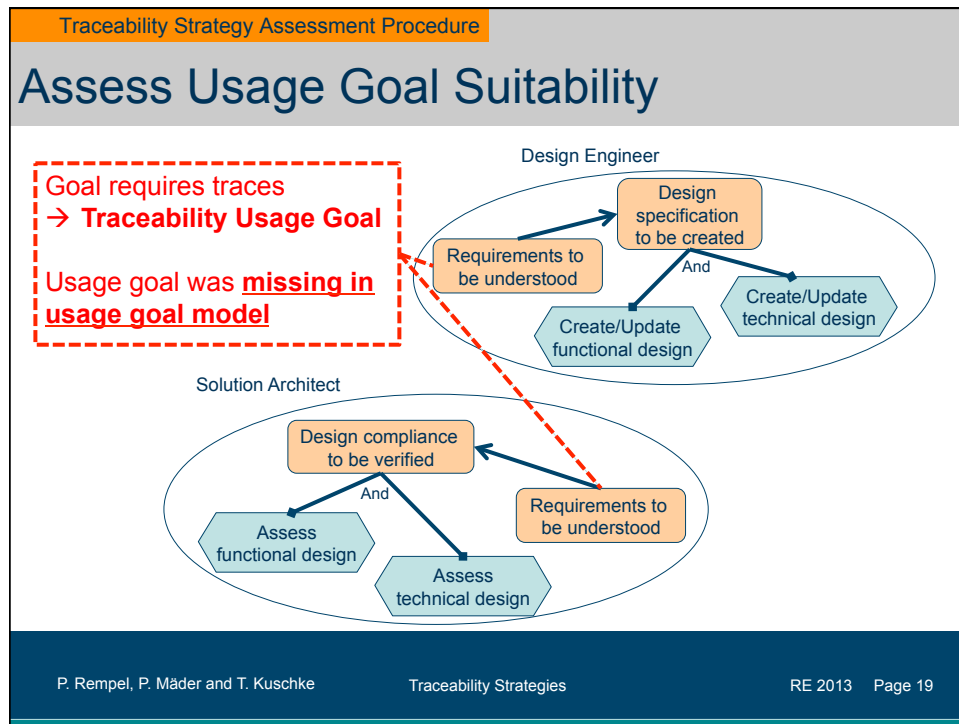 Traceability Strategy Assessment Procedure
Assess Usage Goal Suitability
Goal requires traces
→ Traceability Usage Goal
Usage goal was missing in
usage goal model
Design Engineer
Design
specification
to be created
Requirements to
be understood
And
Create/Update
functional design
Create/Update
technical design
Solution Architect
Design compliance
to be verified
And
Requirements to
be understood
Assess
functional design
Assess
technical design
P. Rempel, P. Mäder and T. Kuschke
Traceability Strategies
RE 2013 Page 19